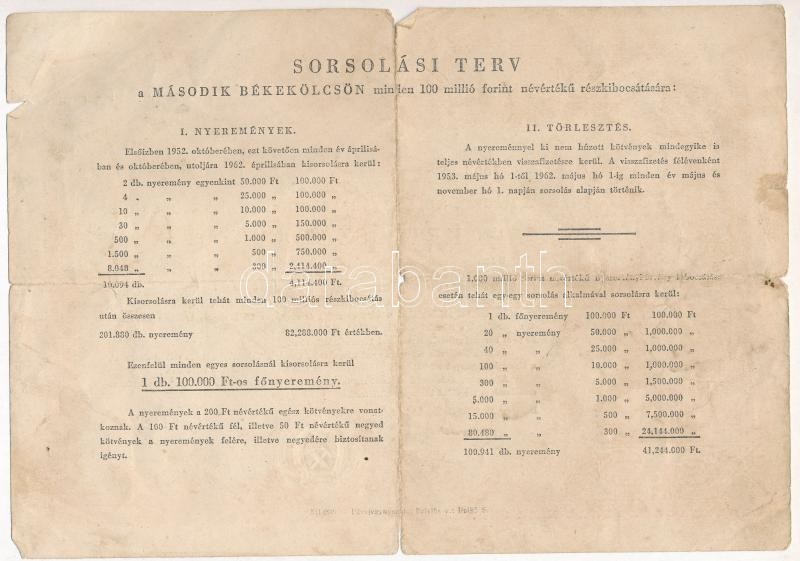 SORSOLÁSI TERV
a MÁSODIK BÉKEKÖLCSÖN minden 100 millió forint névértékű részkibocsátására:
I. NYEREMÉNYEK.
Elsőízben 1952. októberében, ezt követően minden év áprilisá-
ban és októberében, utoljára 1962. áprilisában kisorsolásra kerül:
2 db. nyeremény egyenkint 50.000 Ft 100.000 Ft
4 „ „ „ 25.000 „ 100.000 „
10 „ „ „ 10.000 „ 100.000 „
30 „ „ „ 5.000 „ 150.000 „
500 „ „ „ 1.000 „ 500.000 „
1.500 „ „ „ 500 „ 750.000 „
8.048 „ „ „ 300 „ 2,414.400 „
10.094 db. 4,114.400 Ft.
Kisorsolásra kerül tehát minden 100 milliós részkibocsátás
után összesen
201.880 db. nyeremény 82,288.000 Ft értékben.
Ezenfelül minden egyes sorsolásnál kisorsolásra kerül
1 db. 100.000 Ft-os főnyeremény.
A nyeremények a 200 Ft névértékű egész kötvényekre vonat-
koznak. A 100 Ft névértékű fél, illetve 50 Ft névértékű negyed
kötvények a nyeremények felére, illetve negyedére biztosítanak
igényt.
II. TÖRLESZTÉS.
A nyereménnyel ki nem húzott kötvények mindegyike is
teljes névértékben visszafizetésre kerül. A visszafizetés félévenként
1953. május hó 1-től 1962. május hó 1-ig minden év május és
november hó 1. napján sorsolás alapján történik.
1.000 millió forint névértékű
esetén tehát egy-egy sorsolás alkalmával sorsolásra kerül:
1 db. főnyeremény 100.000 Ft 100.000 Ft
20 „ nyeremény 50.000 „ 1,000.000 „
40 „ „ 25.000 „ 1,000.000 „
100 „ „ 10.000 „ 1,000.000 „
300 „ „ 5.000 „ 1,500.000 „
5.000 „ „ 1.000 „ 5,000.000 „
15.000 „ „ 500 „ 7,500.000 „
80.480 „ „ 300 „ 24,144.000 „
100.941 db. nyeremény 41,244.000 Ft.
darabanth